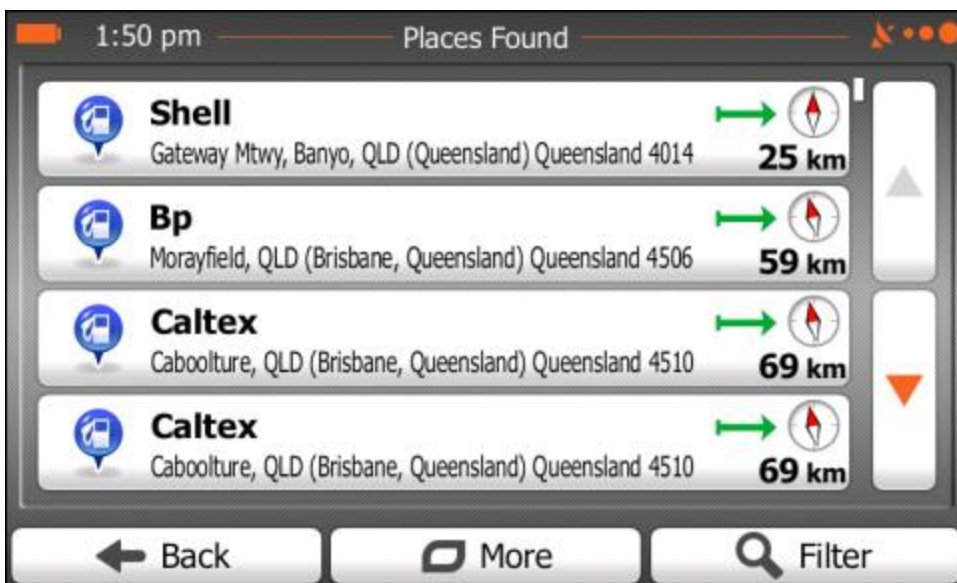 1:50 pm Places Found
Shell
Gateway Mtwy, Banyo, QLD (Queensland) Queensland 4014
25 km
Bp
Morayfield, QLD (Brisbane, Queensland) Queensland 4506
59 km
Caltex
Caboolture, QLD (Brisbane, Queensland) Queensland 4510
69 km
Caltex
Caboolture, QLD (Brisbane, Queensland) Queensland 4510
69 km
Back More Filter